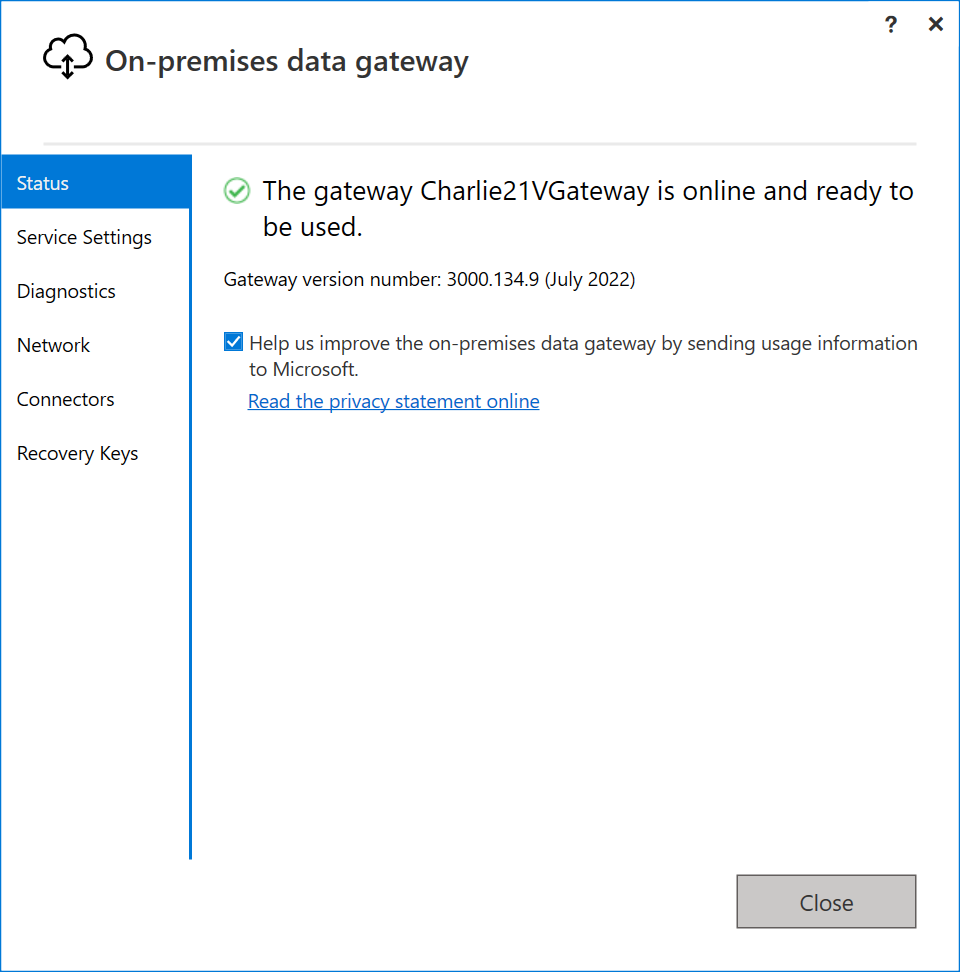 ?
On-premises data gateway
Status
Service Settings
Diagnostics
Network
Connectors
Recovery Keys
The gateway Charlie21VGateway is online and ready to
be used.
Gateway version number: 3000.134.9 (July 2022)
Help us improve the on-premises data gateway by sending usage information
to Microsoft.
Read the privacy statement online
Close